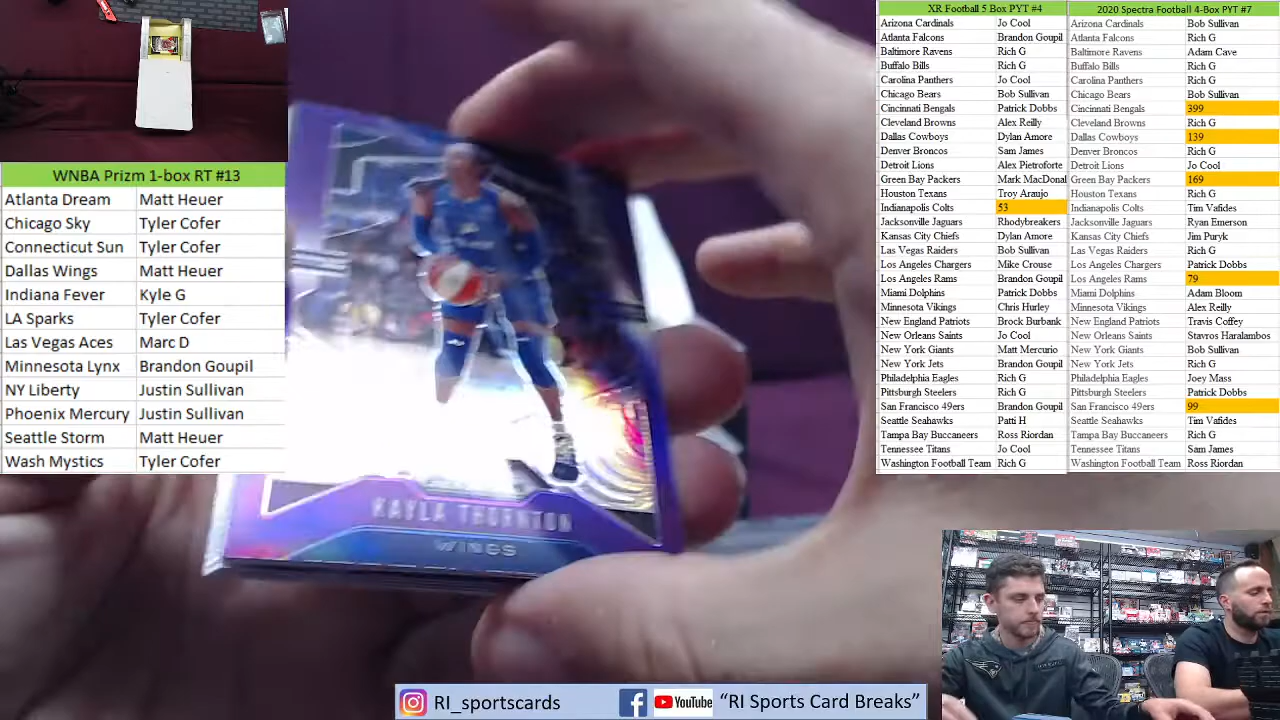 WNBA Prizm 1-box RT #13
Atlanta Dream Matt Heuer
Chicago Sky Tyler Cofer
Connecticut Sun Tyler Cofer
Dallas Wings Matt Heuer
Indiana Fever Kyle G
LA Sparks Tyler Cofer
Las Vegas Aces Marc D
Minnesota Lynx Brandon Goupil
NY Liberty Justin Sullivan
Phoenix Mercury Justin Sullivan
Seattle Storm Matt Heuer
Wash Mystics Tyler Cofer
KAYLA THORNTON
WINGS
XR Football 5 Box PYT #4
Arizona Cardinals Jo Cool
Atlanta Falcons Brandon Goupil
Baltimore Ravens Rich G
Buffalo Bills Rich G
Carolina Panthers Jo Cool
Chicago Bears Bob Sullivan
Cincinnati Bengals Patrick Dobbs
Cleveland Browns Alex Reilly
Dallas Cowboys Dylan Amore
Denver Broncos Sam James
Detroit Lions Alex Pietroforte
Green Bay Packers Mark MacDonal
Houston Texans Troy Araujo
Indianapolis Colts 53
Jacksonville Jaguars Rhodybreakers
Kansas City Chiefs Dylan Amore
Las Vegas Raiders Bob Sullivan
Los Angeles Chargers Mike Crouse
Los Angeles Rams Brandon Goupil
Miami Dolphins Patrick Dobbs
Minnesota Vikings Chris Hurley
New England Patriots Brock Burbank
New Orleans Saints Jo Cool
New York Giants Matt Mercurio
New York Jets Brandon Goupil
Philadelphia Eagles Rich G
Pittsburgh Steelers Rich G
San Francisco 49ers Brandon Goupil
Seattle Seahawks Patti H
Tampa Bay Buccaneers Ross Riordan
Tennessee Titans Jo Cool
Washington Football Team Rich G
2020 Spectra Football 4-Box PYT #7
Arizona Cardinals Bob Sullivan
Atlanta Falcons Rich G
Baltimore Ravens Adam Cave
Buffalo Bills Rich G
Carolina Panthers Rich G
Chicago Bears Bob Sullivan
Cincinnati Bengals 399
Cleveland Browns Rich G
Dallas Cowboys 139
Denver Broncos Rich G
Detroit Lions Jo Cool
Green Bay Packers 169
Houston Texans Rich G
Indianapolis Colts Tim Vafides
Jacksonville Jaguars Ryan Emerson
Kansas City Chiefs Jim Puryk
Las Vegas Raiders Rich G
Los Angeles Chargers Patrick Dobbs
Los Angeles Rams 79
Miami Dolphins Adam Bloom
Minnesota Vikings Alex Reilly
New England Patriots Travis Coffey
New Orleans Saints Stavros Haralambos
New York Giants Bob Sullivan
New York Jets Rich G
Philadelphia Eagles Joey Mass
Pittsburgh Steelers Patrick Dobbs
San Francisco 49ers 99
Seattle Seahawks Tim Vafides
Tampa Bay Buccaneers Rich G
Tennessee Titans Sam James
Washington Football Team Ross Riordan
RI_sportscards YouTube “RI Sports Card Breaks”